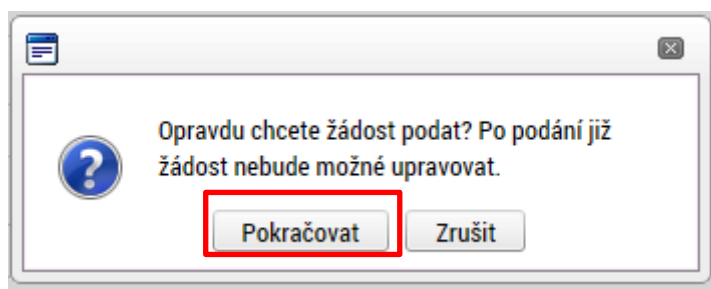 Opravdu chcete žádost podat? Po podání již
žádost nebude možné upravovat.
Pokračovat Zrušit